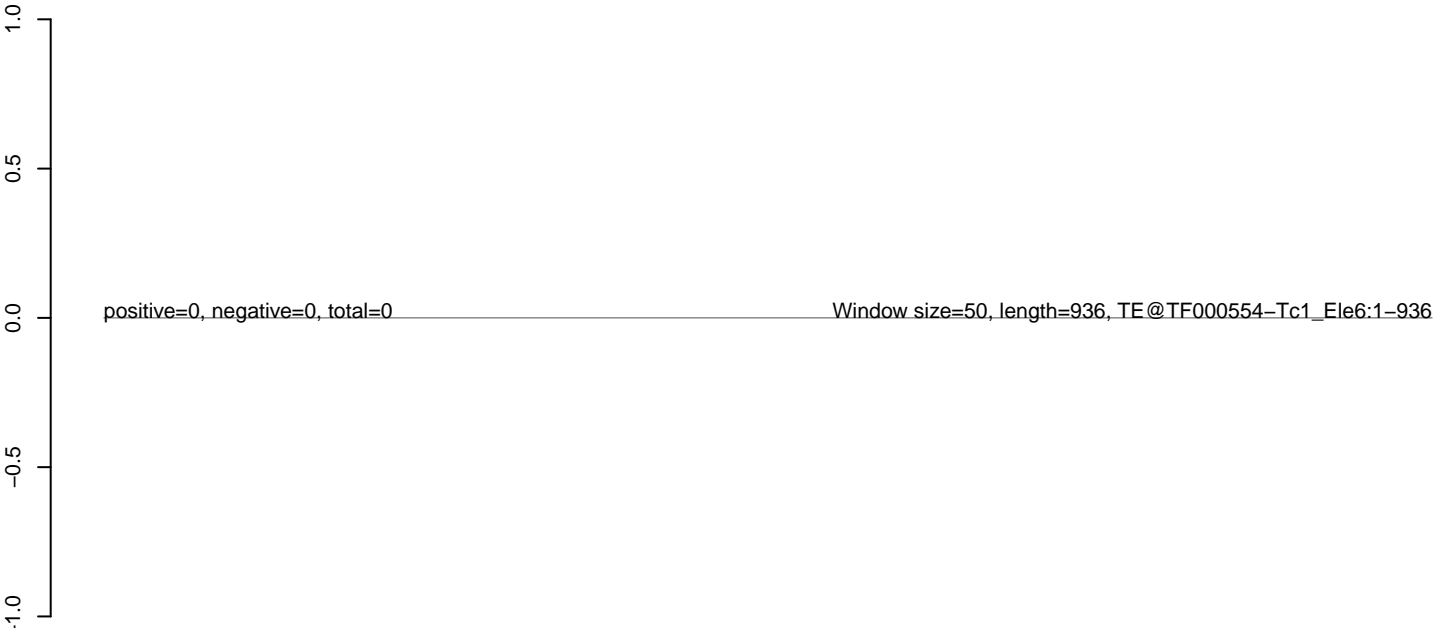 1.0
0.5
0.0
positive=0, negative=0, total=0
Window size=50, length=936, TE@TF000554−Tc1_Ele6:1−936
−0.5
−1.0